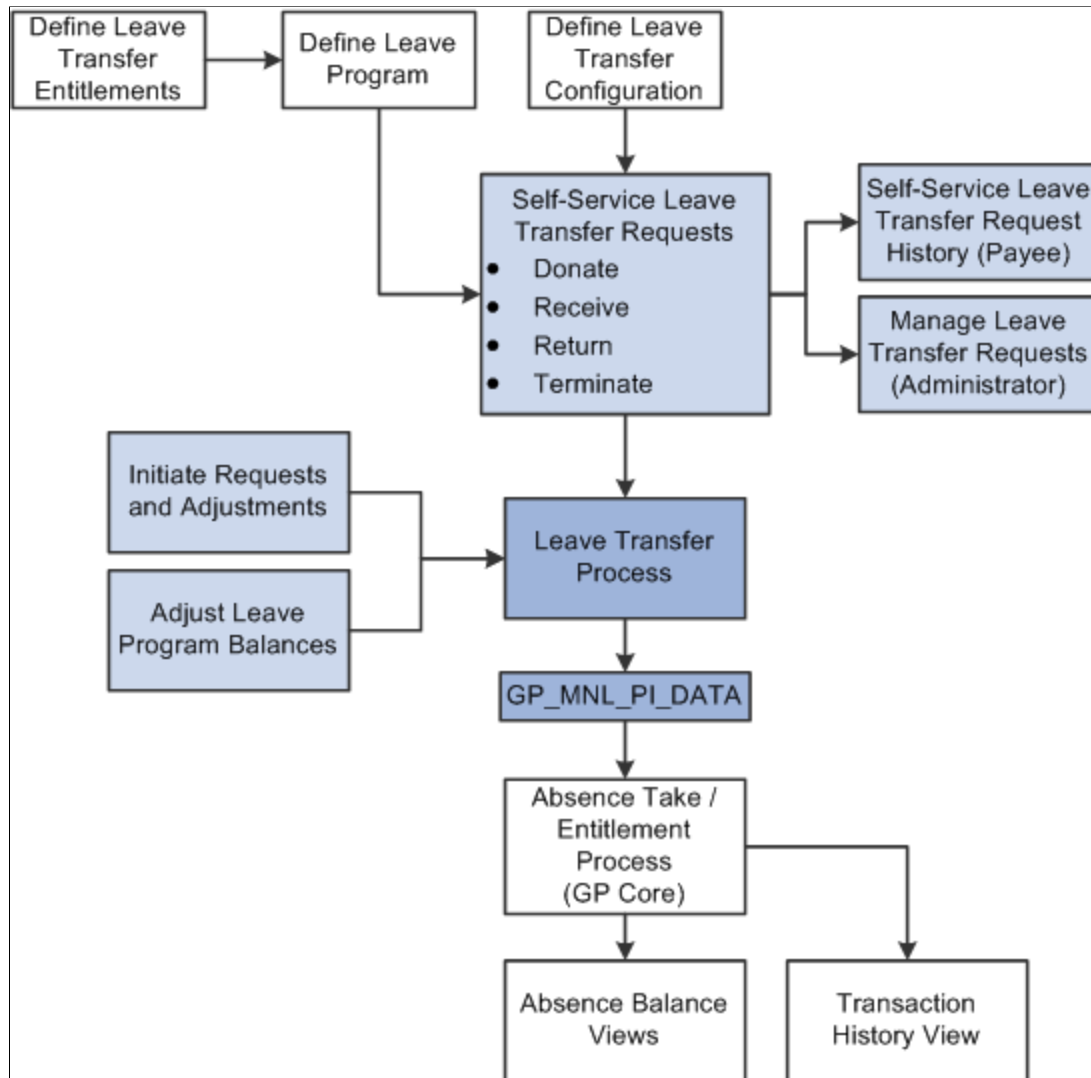 Define Leave
Transfer
Entitlements
Define Leave
Program
Define Leave
Transfer
Configuration
Self-Service Leave
Transfer Requests
• Donate
• Receive
• Return
• Terminate
Self-Service Leave
Transfer Request
History (Payee)
Manage Leave
Transfer Requests
(Administrator)
Initiate Requests
and Adjustments
Adjust Leave
Program Balances
Leave Transfer
Process
GP_MNL_PI_DATA
Absence Take /
Entitlement
Process
(GP Core)
Absence Balance
Views
Transaction
History View